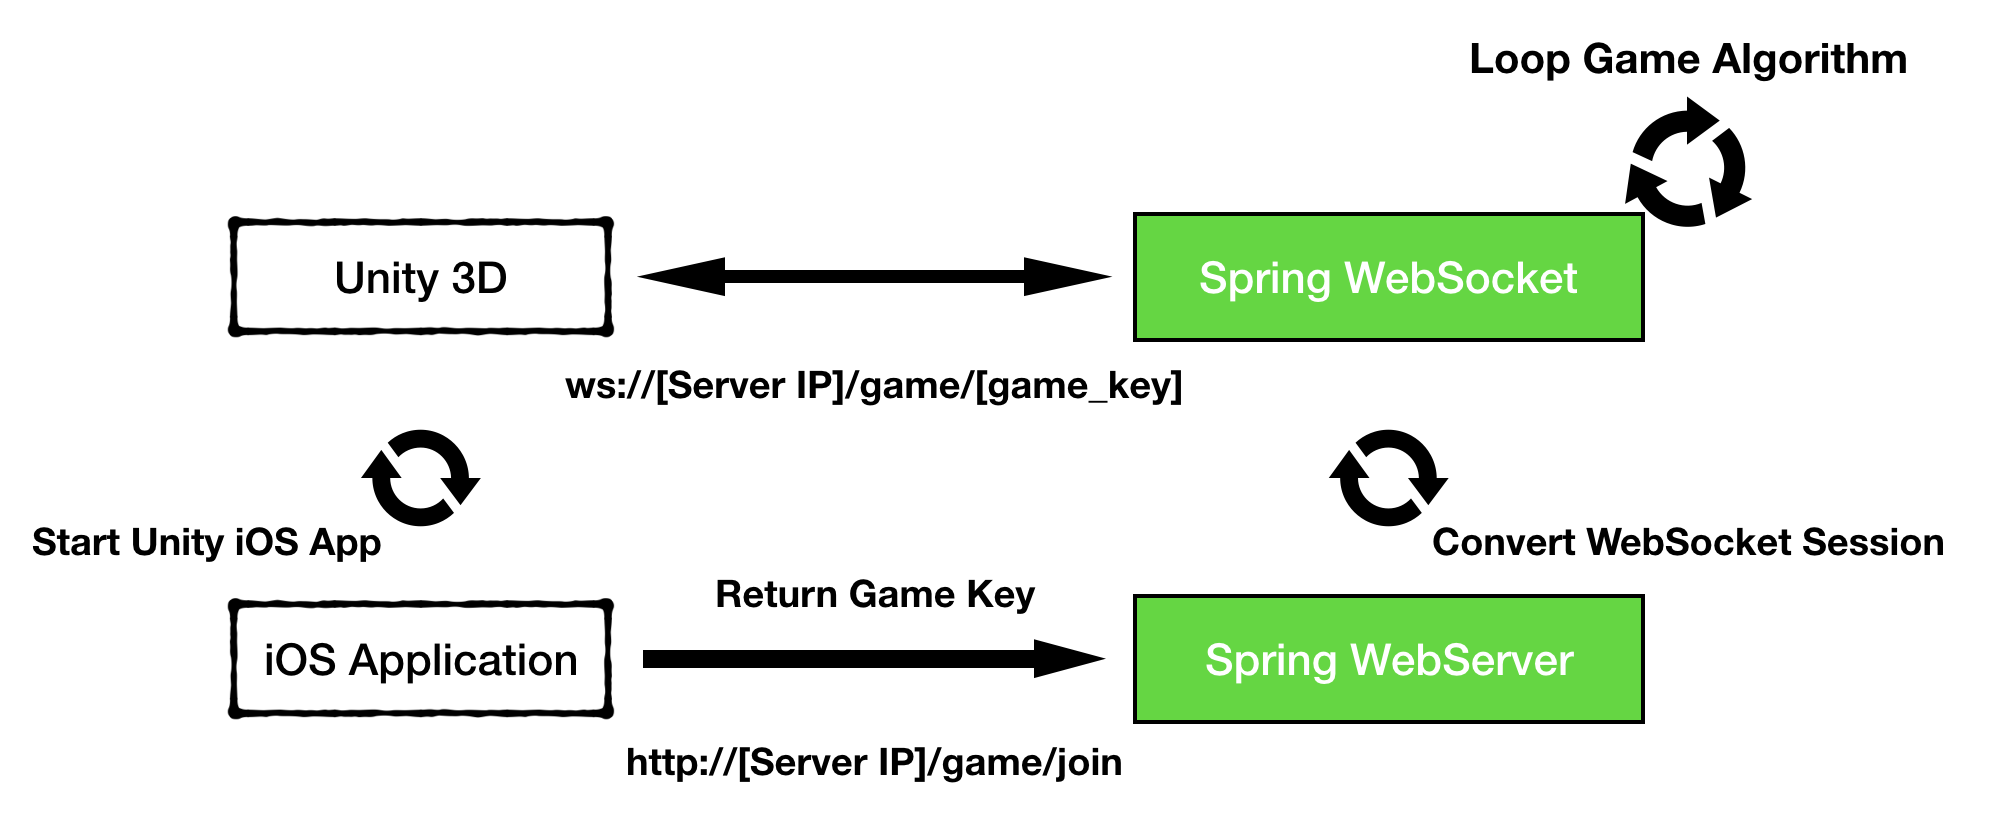 Loop Game Algorithm
Unity 3D
Spring WebSocket
ws://[Server IP]/game/[game_key]
Start Unity iOS App
Convert WebSocket Session
Return Game Key
iOS Application
Spring WebServer
http://[Server IP]/game/join